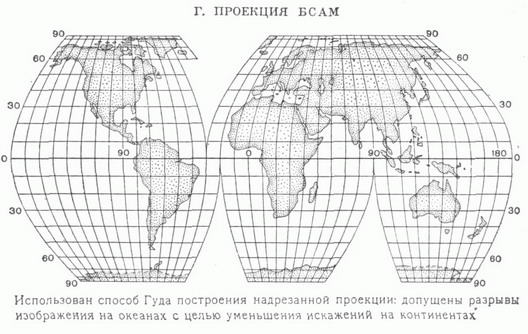 Г. ПРОЕКЦИЯ БСАМ
90 90
60 60
30 30
0 90 0 90 180 0
30 30
60 60
90 90
Использован способ Гуда построения надрезанной проекции: допущены разрывы
изображения на океанах с целью уменьшения искажений на континентах